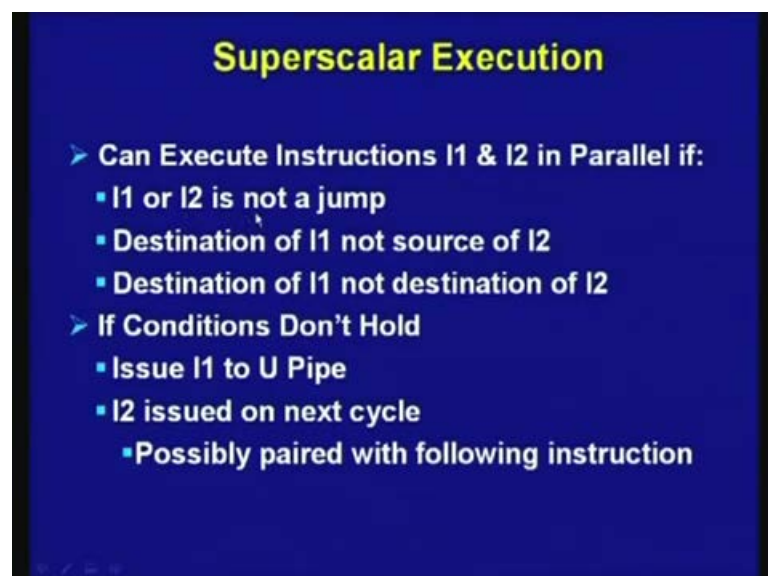 Superscalar Execution
Can Execute Instructions I1 & I2 in Parallel if:
I1 or I2 is not a jump
Destination of I1 not source of I2
Destination of I1 not destination of I2
If Conditions Don't Hold
Issue I1 to U Pipe
I2 issued on next cycle
Possibly paired with following instruction